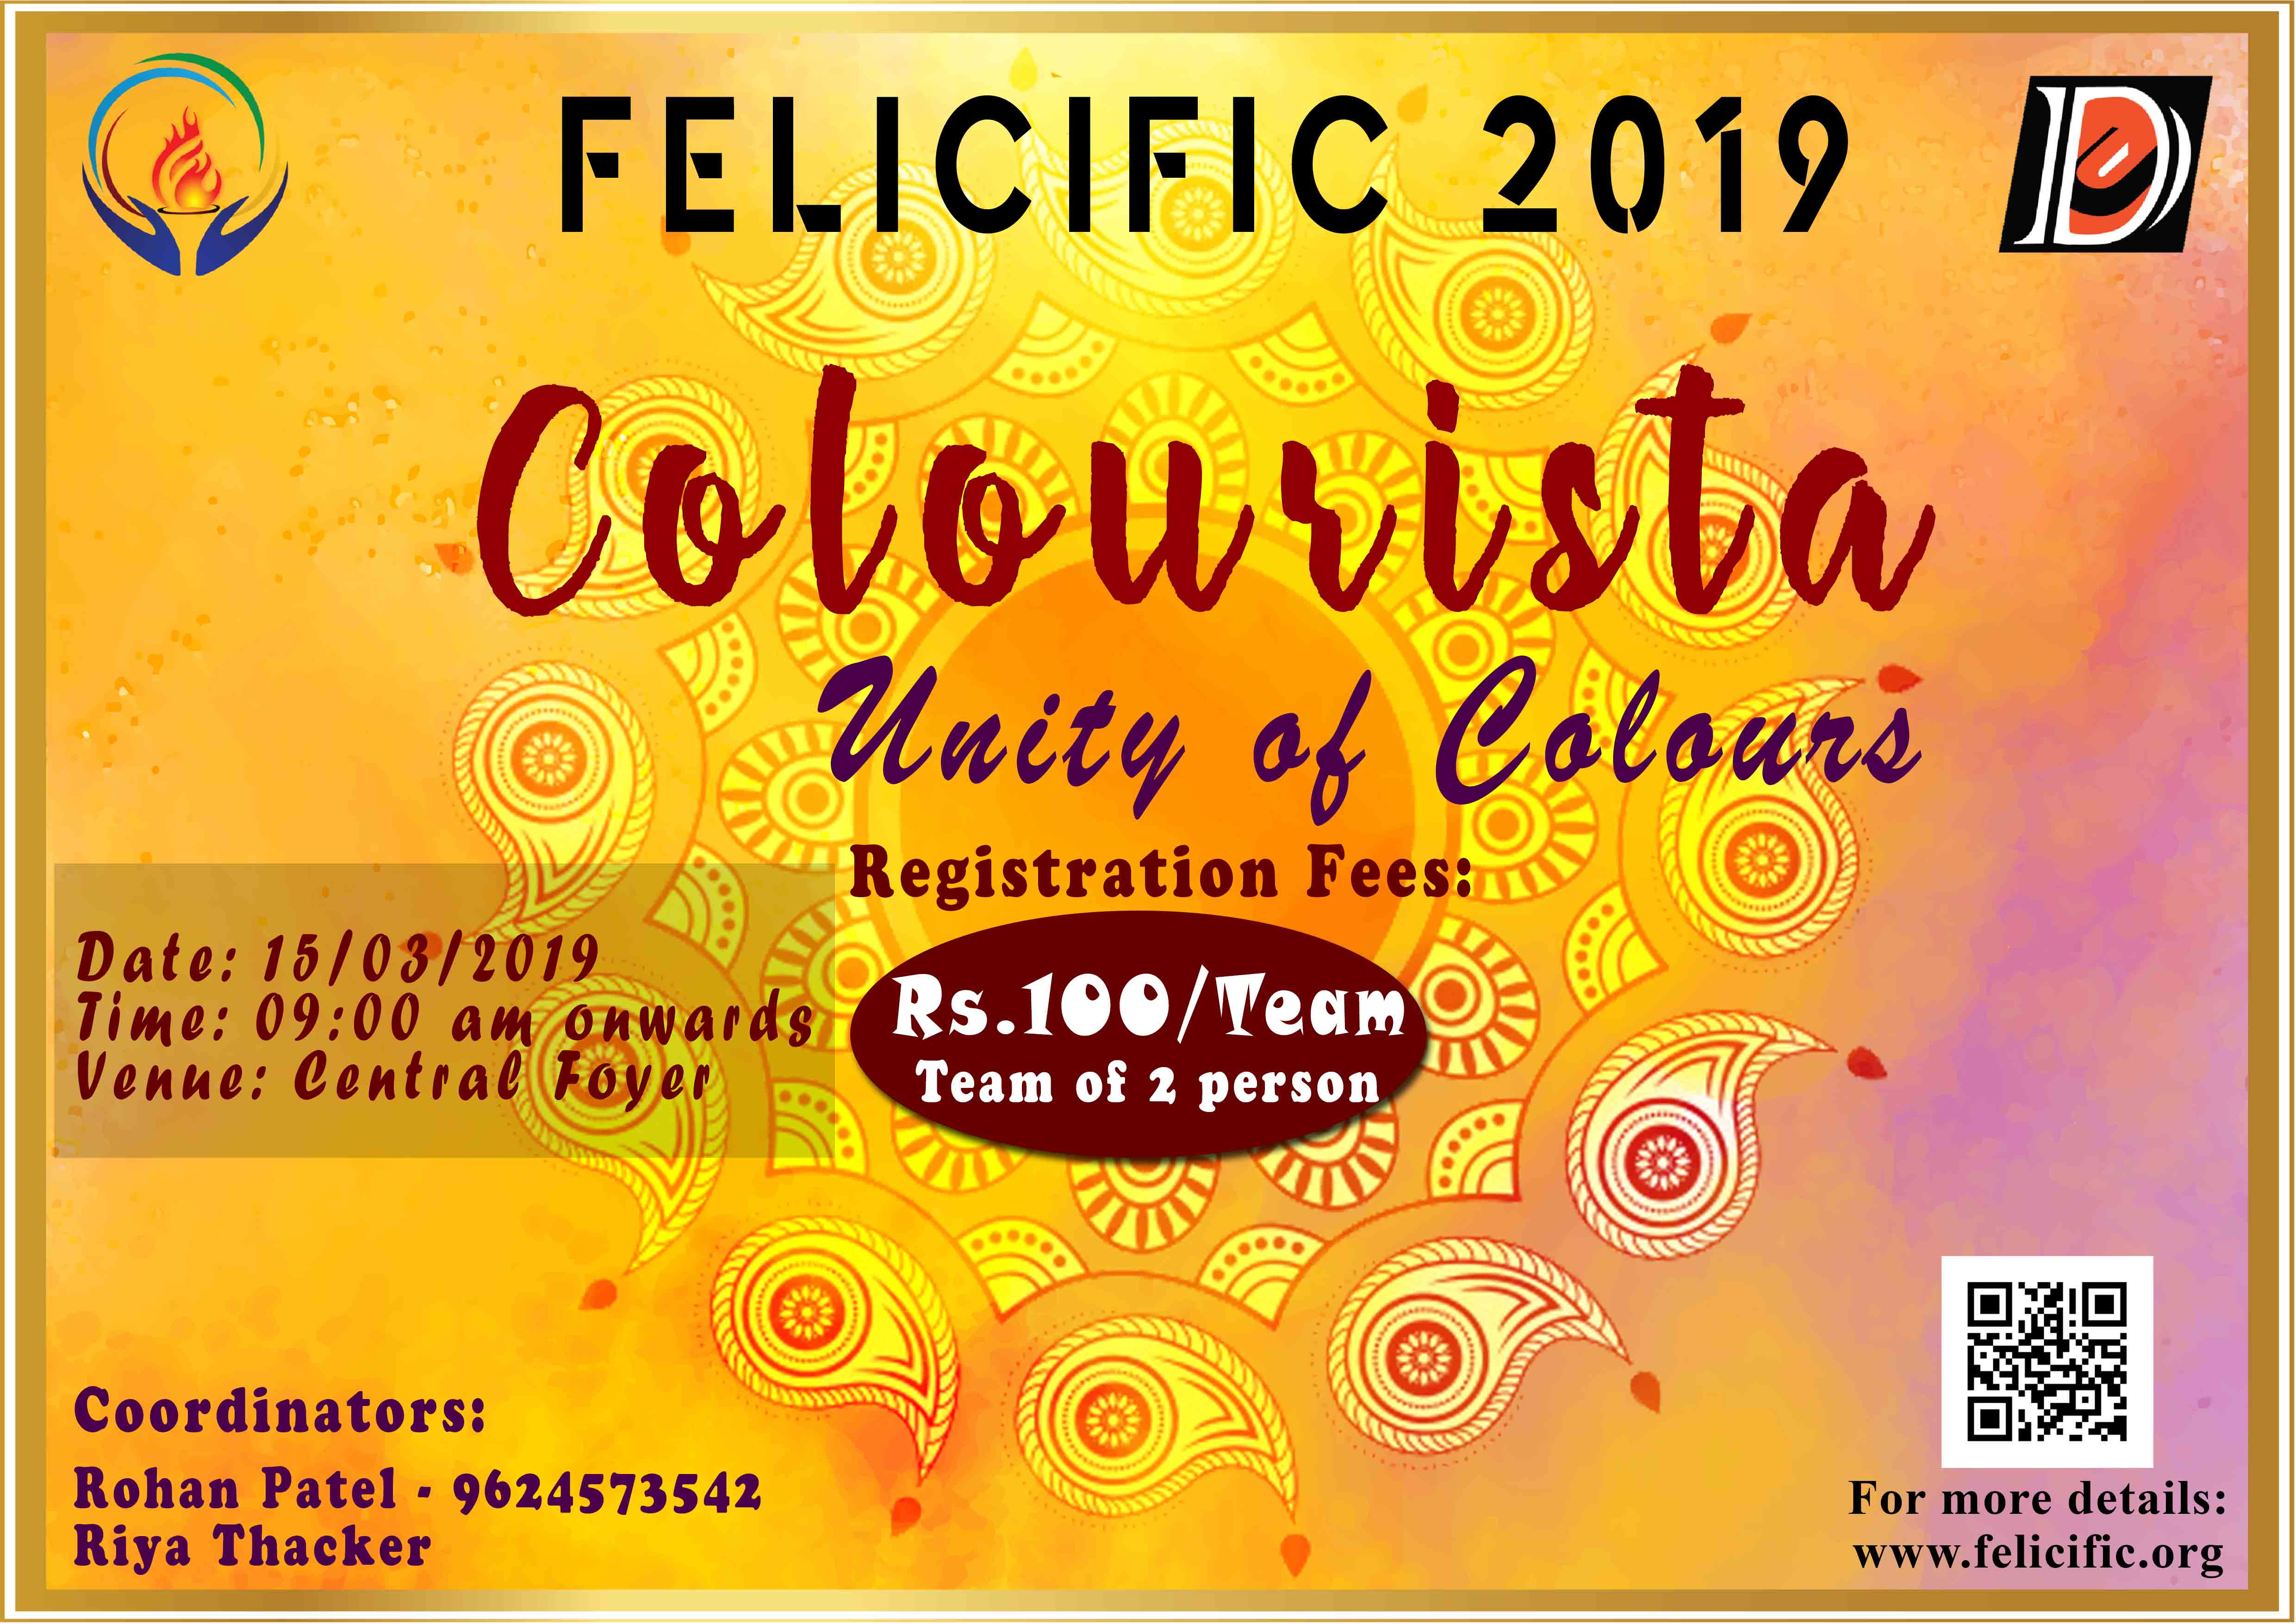 FELICIFIC 2019
Colourista
Unity of Colours
Registration Fees:
Rs.100/Team
Team of 2 person
Date: 15/03/2019
Time: 09:00 am onwards
Venue: Central Foyer
Coordinators:
Rohan Patel - 9624573542
Riya Thacker
For more details:
www.felicific.org